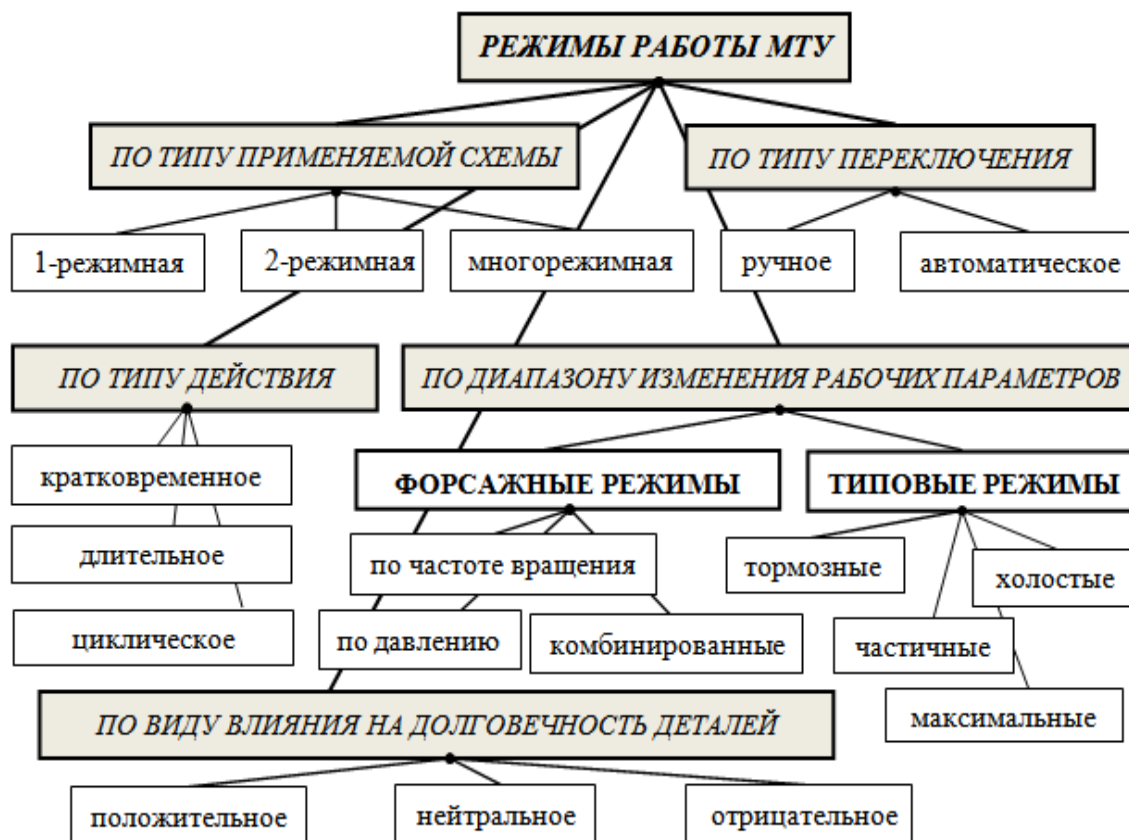 РЕЖИМЫ РАБОТЫ МТУ
ПО ТИПУ ПРИМЕНЯЕМОЙ СХЕМЫ
ПО ТИПУ ПЕРЕКЛЮЧЕНИЯ
1-режимная
2-режимная
многорежимная
ручное
автоматическое
ПО ТИПУ ДЕЙСТВИЯ
ПО ДИАПАЗОНУ ИЗМЕНЕНИЯ РАБОЧИХ ПАРАМЕТРОВ
кратковременное
длительное
циклическое
ФОРСАЖНЫЕ РЕЖИМЫ
ТИПОВЫЕ РЕЖИМЫ
по частоте вращения
по давлению
комбинированные
тормозные
холостые
частичные
максимальные
ПО ВИДУ ВЛИЯНИЯ НА ДОЛГОВЕЧНОСТЬ ДЕТАЛЕЙ
положительное
нейтральное
отрицательное